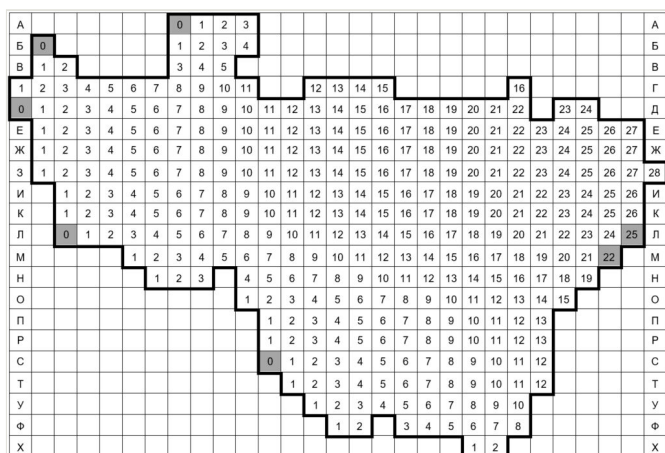 А 0 1 2 3 А
Б 0 1 2 3 4 Б
В 1 2 3 4 5 В
1 2 3 4 5 6 7 8 9 10 11 12 13 14 15 16 Г
0 1 2 3 4 5 6 7 8 9 10 11 12 13 14 15 16 17 18 19 20 21 22 23 24 Д
Е 1 2 3 4 5 6 7 8 9 10 11 12 13 14 15 16 17 18 19 20 21 22 23 24 25 26 27 Е
Ж 1 2 3 4 5 6 7 8 9 10 11 12 13 14 15 16 17 18 19 20 21 22 23 24 25 26 27 Ж
З 1 2 3 4 5 6 7 8 9 10 11 12 13 14 15 16 17 18 19 20 21 22 23 24 25 26 27 28
И 1 2 3 4 5 6 7 8 9 10 11 12 13 14 15 16 17 18 19 20 21 22 23 24 25 26 И
К 1 2 3 4 5 6 7 8 9 10 11 12 13 14 15 16 17 18 19 20 21 22 23 24 25 26 К
Л 0 1 2 3 4 5 6 7 8 9 10 11 12 13 14 15 16 17 18 19 20 21 22 23 24 25 Л
М 1 2 3 4 5 6 7 8 9 10 11 12 13 14 15 16 17 18 19 20 21 22 М
Н 1 2 3 4 5 6 7 8 9 10 11 12 13 14 15 16 17 18 19 Н
О 1 2 3 4 5 6 7 8 9 10 11 12 13 14 15 О
П 1 2 3 4 5 6 7 8 9 10 11 12 13 П
Р 1 2 3 4 5 6 7 8 9 10 11 12 13 Р
С 0 1 2 3 4 5 6 7 8 9 10 11 12 С
Т 1 2 3 4 5 6 7 8 9 10 11 12 Т
У 1 2 3 4 5 6 7 8 9 10 У
Ф 1 2 3 4 5 6 7 8 Ф
Х 1 2 Х